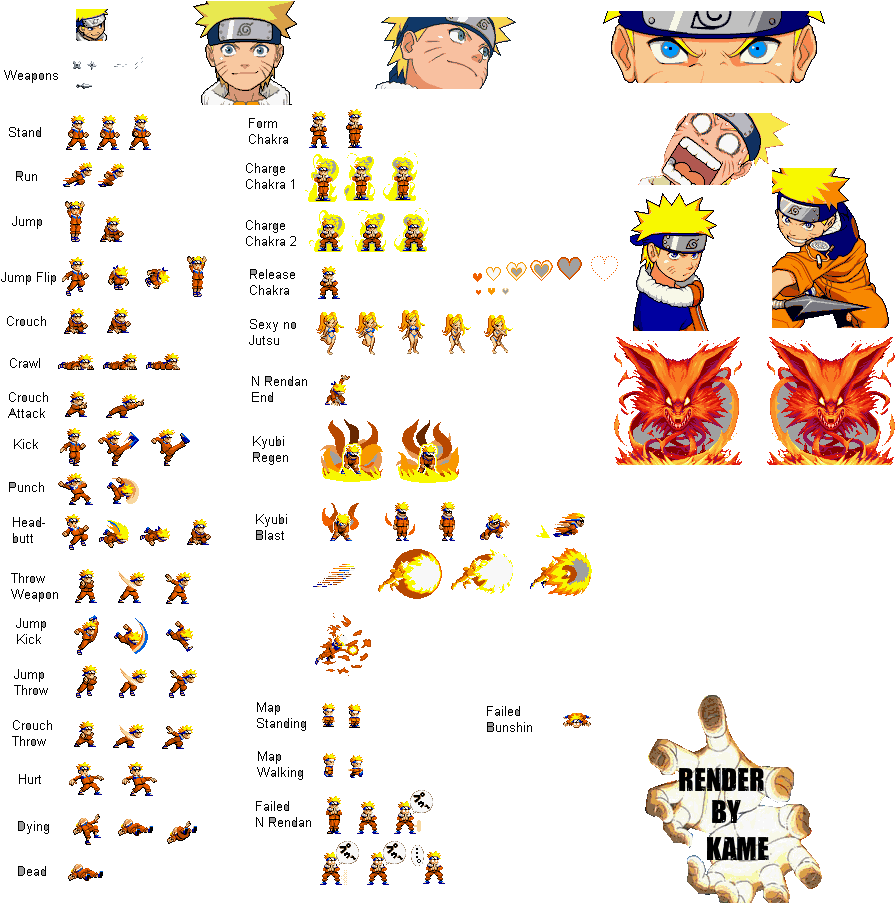 Weapons
Stand
Run
Jump
Jump Flip
Crouch
Crawl
Crouch
Attack
Kick
Punch
Head-
butt
Throw
Weapon
Jump
Kick
Jump
Throw
Crouch
Throw
Hurt
Dying
Dead
Form
Chakra
Charge
Chakra 1
Charge
Chakra 2
Release
Chakra
Sexy no
Jutsu
N Rendan
End
Kyubi
Regen
Kyubi
Blast
Map
Standing
Map
Walking
Failed
N Rendan
Failed
Bunshin
RENDER
BY
KAME